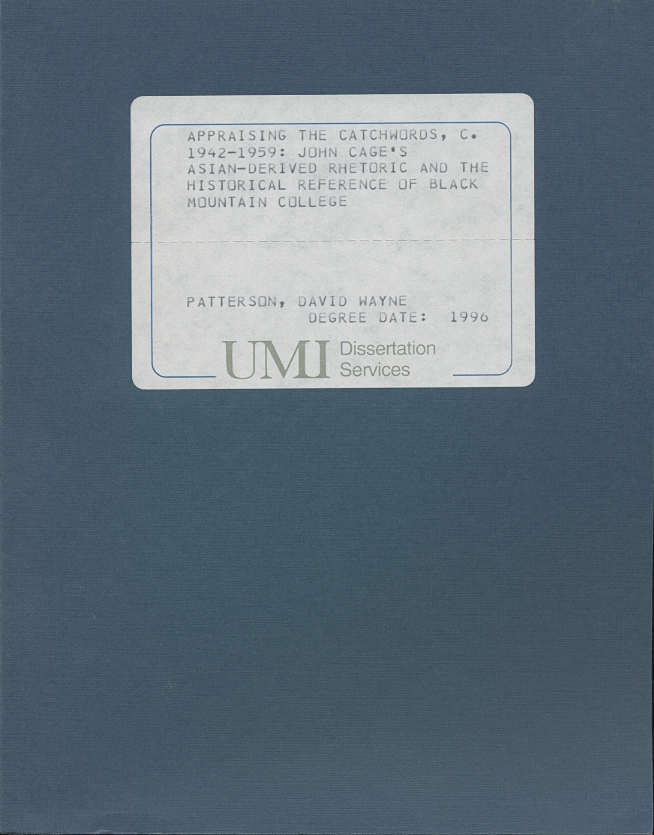 APPRAISING THE CATCHWORDS, C.
1942-1959: JOHN CAGE'S
ASIAN-DERIVED RHETORIC AND THE
HISTORICAL REFERENCE OF BLACK
MOUNTAIN COLLEGE
PATTERSON, DAVID WAYNE
DEGREE DATE: 1996
UMI Dissertation
Services